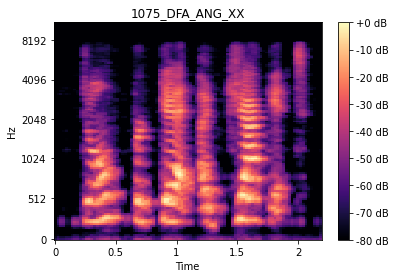 1075_DFA_ANG_XX
+0 dB
8192
-10 dB
4096
-20 dB
-30 dB
2048
Hz
-40 dB
1024
-50 dB
512
-60 dB
-70 dB
0
-80 dB
0 0.5 1 1.5 2
Time